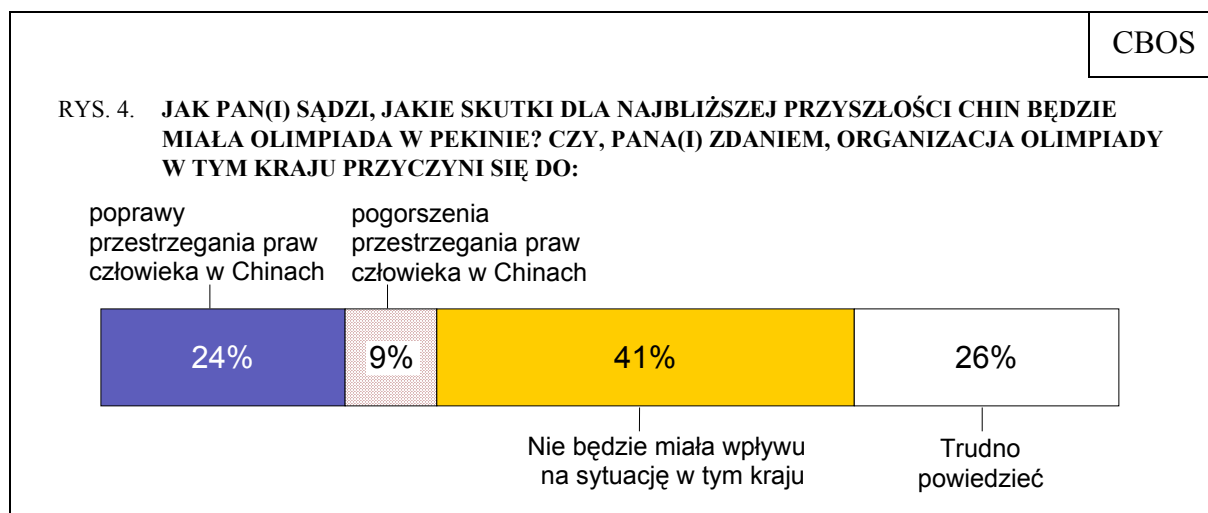 CBOS
RYS. 4. JAK PAN(I) SĄDZI, JAKIE SKUTKI DLA NAJBLIŻSZEJ PRZYSZŁOŚCI CHIN BĘDZIE
MIAŁA OLIMPIADA W PEKINIE? CZY, PANA(I) ZDANIEM, ORGANIZACJA OLIMPIADY
W TYM KRAJU PRZYCZYNI SIĘ DO:
poprawy
przestrzegania praw
człowieka w Chinach
pogorszenia
przestrzegania praw
człowieka w Chinach
24%
9%
41%
26%
Nie będzie miała wpływu
na sytuację w tym kraju
Trudno
powiedzieć